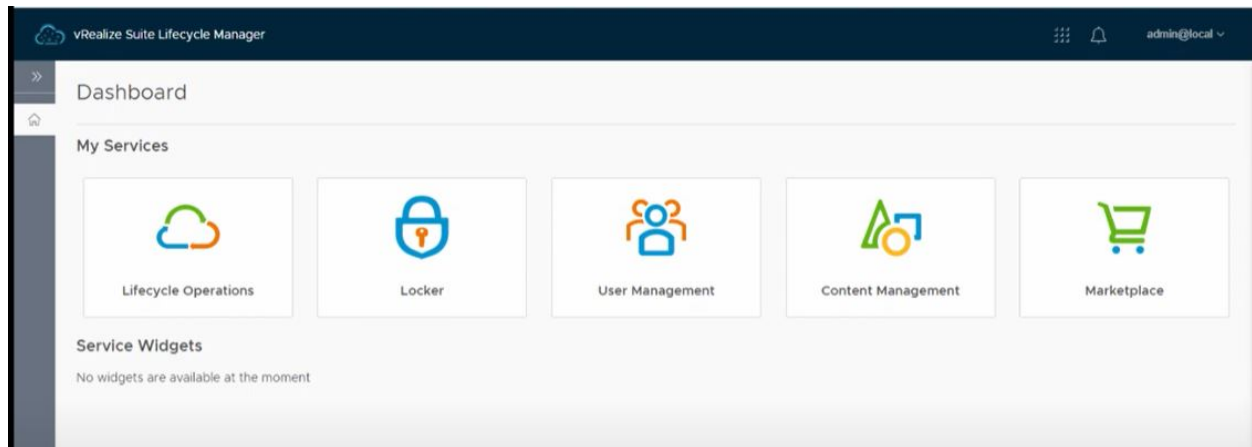 vRealize Suite Lifecycle Manager
admin@local
Dashboard
My Services
Lifecycle Operations
Locker
User Management
Content Management
Marketplace
Service Widgets
No widgets are available at the moment